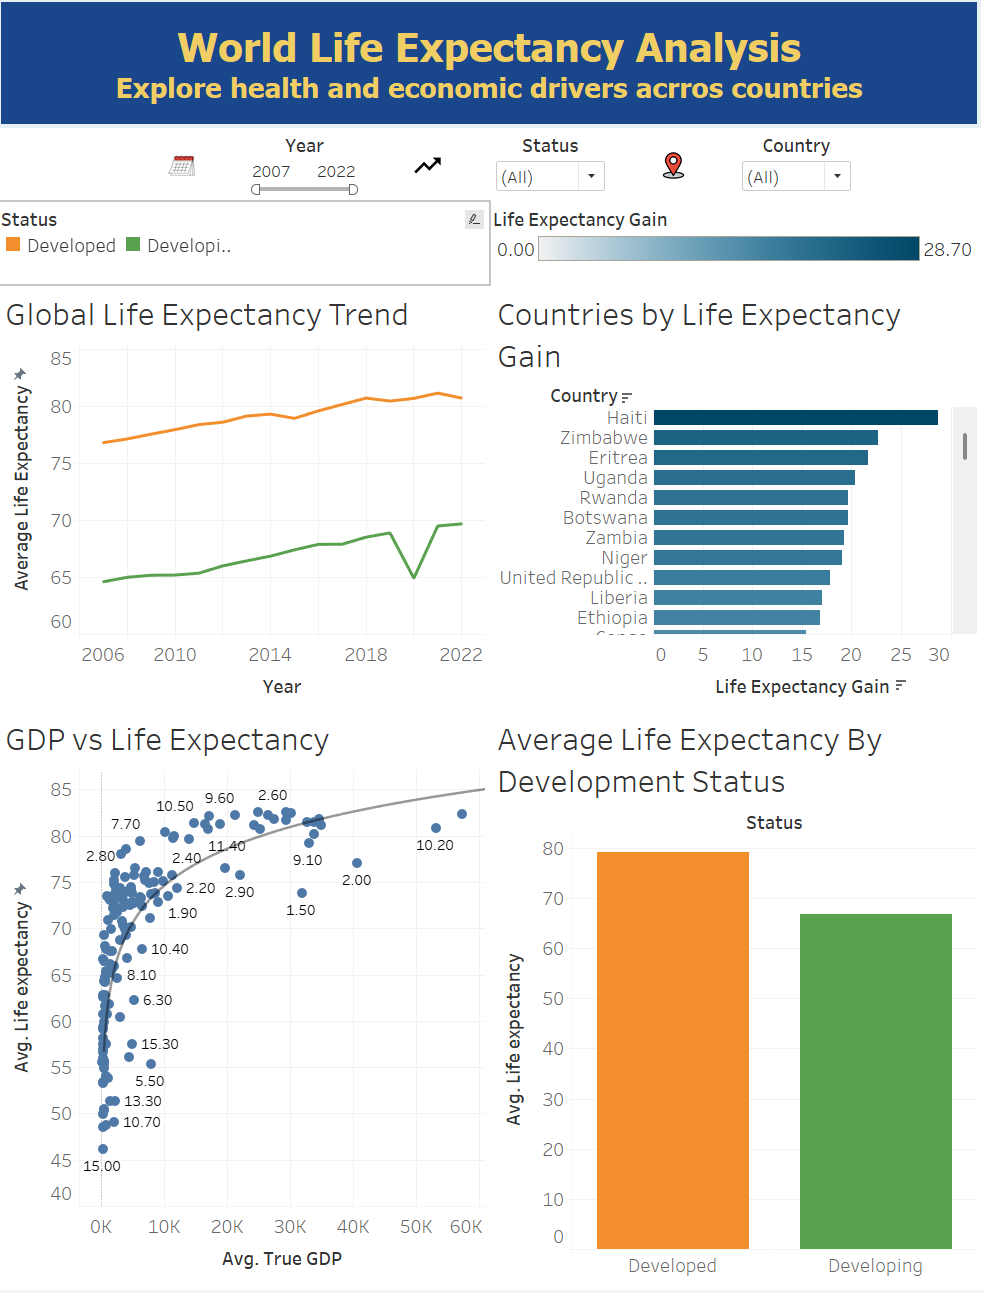 World Life Expectancy Analysis
Explore health and economic drivers acrros countries
Year
2007 2022
Status
(All)
Country
(All)
Status
Developed Developi..
Life Expectancy Gain
0.00 28.70
Global Life Expectancy Trend
Average Life Expectancy
85
80
75
70
65
60
2006 2010 2014 2018 2022
Year
Countries by Life Expectancy
Gain
Country
Haiti
Zimbabwe
Eritrea
Uganda
Rwanda
Botswana
Zambia
Niger
United Republic ..
Liberia
Ethiopia
0 5 10 15 20 25 30
Life Expectancy Gain
GDP vs Life Expectancy
Avg. Life expectancy
85
80
75
70
65
60
55
50
45
40
10.50
9.60
2.60
7.70
2.80
2.40
11.40
9.10
10.20
2.00
2.20
2.90
1.90
1.50
10.40
8.10
6.30
15.30
5.50
13.30
10.70
15.00
0K 10K 20K 30K 40K 50K 60K
Avg. True GDP
Average Life Expectancy By
Development Status
Status
Avg. Life expectancy
80
70
60
50
40
30
20
10
0
Developed Developing